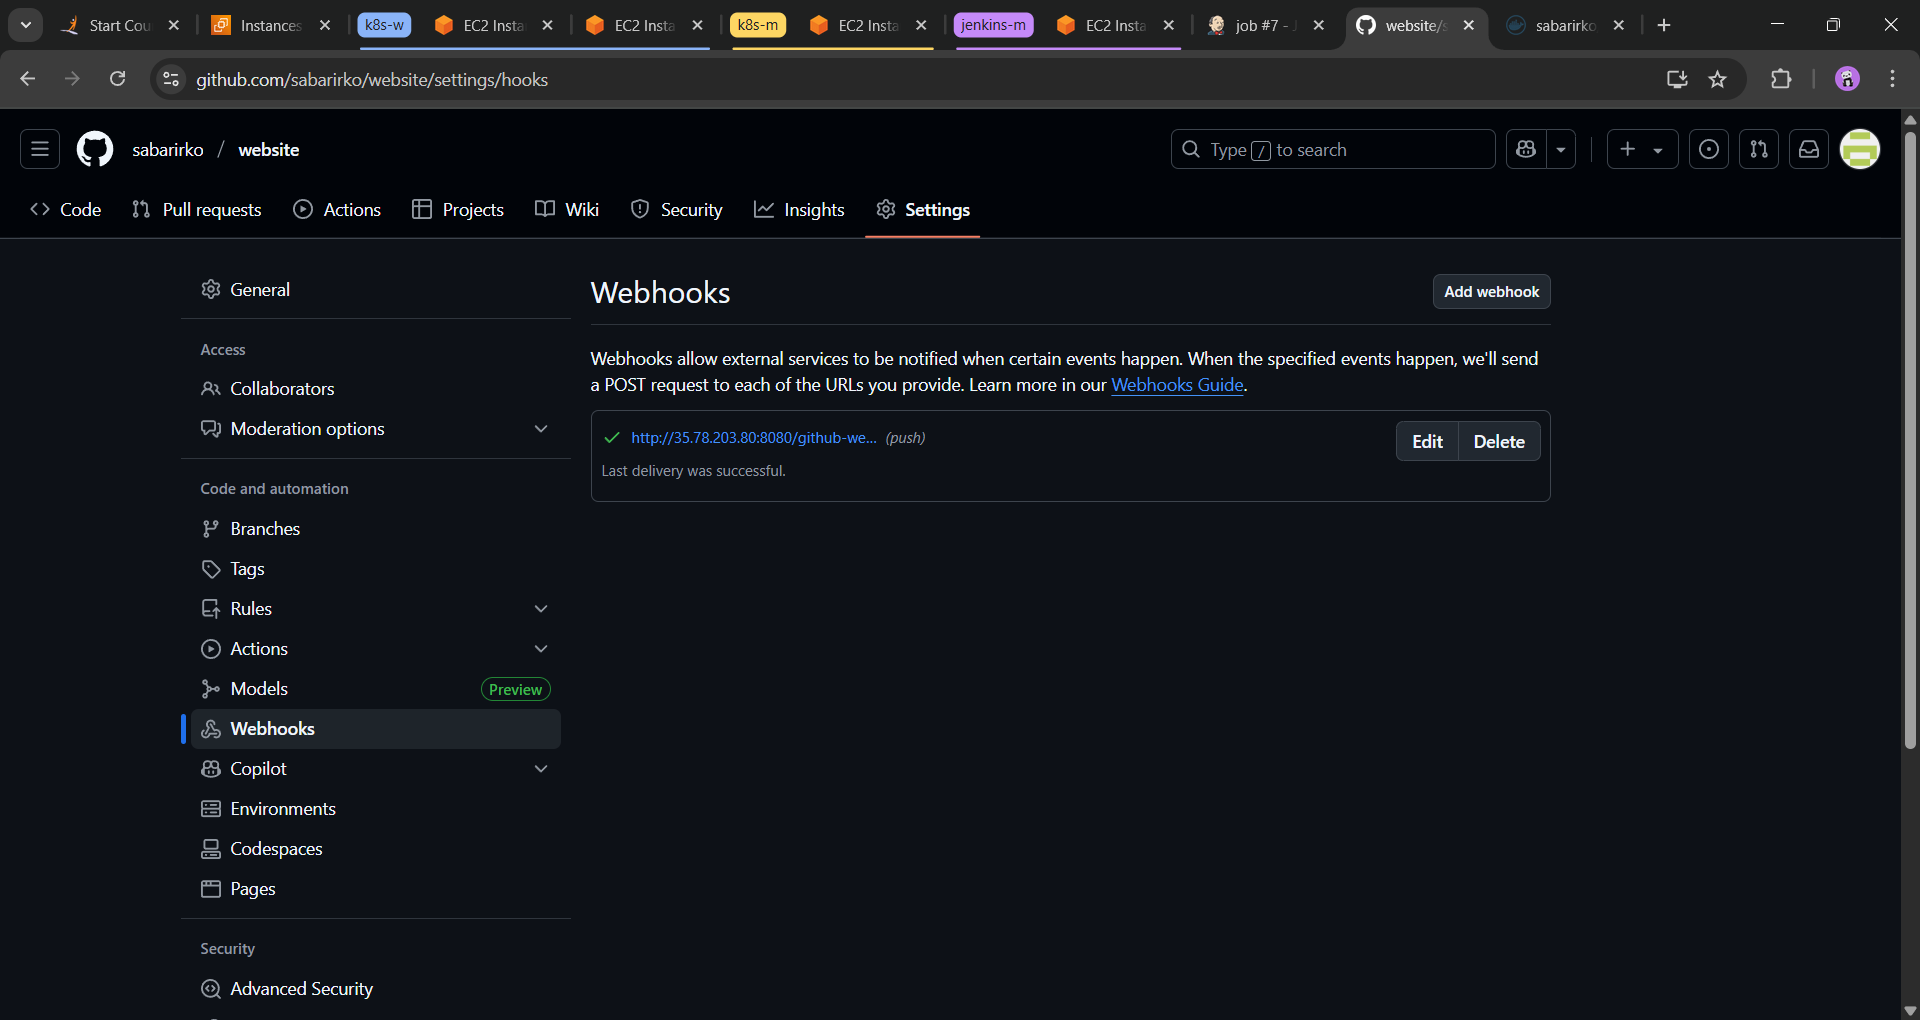 Start Cou
Instances
k8s-w
EC2 Insta
EC2 Insta
k8s-m
EC2 Insta
jenkins-m
EC2 Insta
job #7 - J
website/s
sabarirko
github.com/sabarirko/website/settings/hooks
sabarirko / website
Type / to search
Code
Pull requests
Actions
Projects
Wiki
Security
Insights
Settings
General
Access
Collaborators
Moderation options
Code and automation
Branches
Tags
Rules
Actions
Models Preview
Webhooks
Copilot
Environments
Codespaces
Pages
Security
Advanced Security
Webhooks
Add webhook
Webhooks allow external services to be notified when certain events happen. When the specified events happen, we'll send
a POST request to each of the URLs you provide. Learn more in our Webhooks Guide.
http://35.78.203.80:8080/github-we... (push)
Edit Delete
Last delivery was successful.